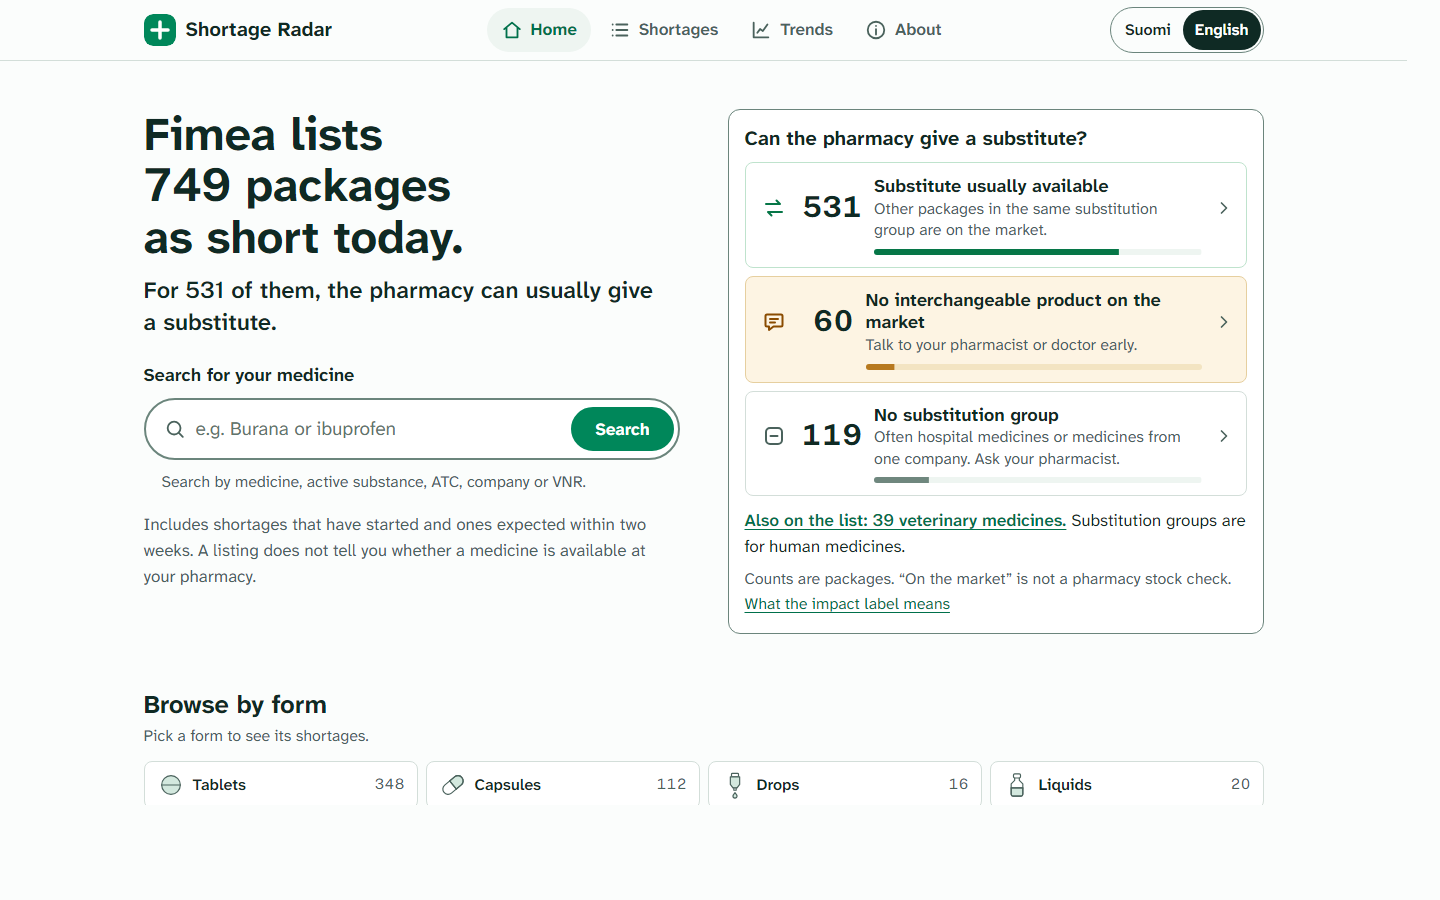 Shortage Radar
Home
Shortages
Trends
About
Suomi
English
Fimea lists
749 packages
as short today.
For 531 of them, the pharmacy can usually give
a substitute.
Search for your medicine
e.g. Burana or ibuprofen
Search
Search by medicine, active substance, ATC, company or VNR.
Includes shortages that have started and ones expected within two
weeks. A listing does not tell you whether a medicine is available at
your pharmacy.
Can the pharmacy give a substitute?
531
Substitute usually available
Other packages in the same substitution
group are on the market.
60
No interchangeable product on the
market
Talk to your pharmacist or doctor early.
119
No substitution group
Often hospital medicines or medicines from
one company. Ask your pharmacist.
Also on the list: 39 veterinary medicines. Substitution groups are
for human medicines.
Counts are packages. “On the market” is not a pharmacy stock check.
What the impact label means
Browse by form
Pick a form to see its shortages.
Tablets 348
Capsules 112
Drops 16
Liquids 20